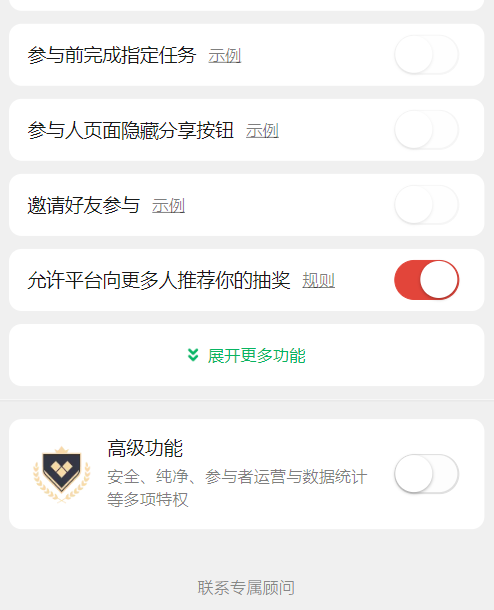 参与前完成指定任务 示例
参与人页面隐藏分享按钮 示例
邀请好友参与 示例
允许平台向更多人推荐你的抽奖 规则
展开更多功能
高级功能
安全、纯净、参与者运营与数据统计
等多项特权
联系专属顾问